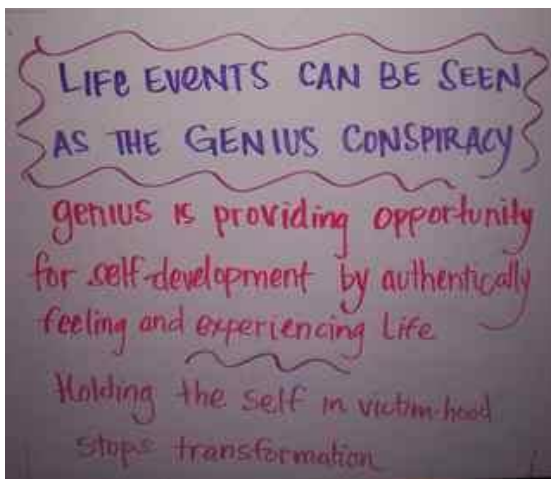 LIFe EVeNTS CAN BE SEEN
AS THE GENIUS CONSPIRACY
genius is providing opportunity
for self-development by authentically
feeling and experiencing Life
Holding the self in victim-hood
stops transformation